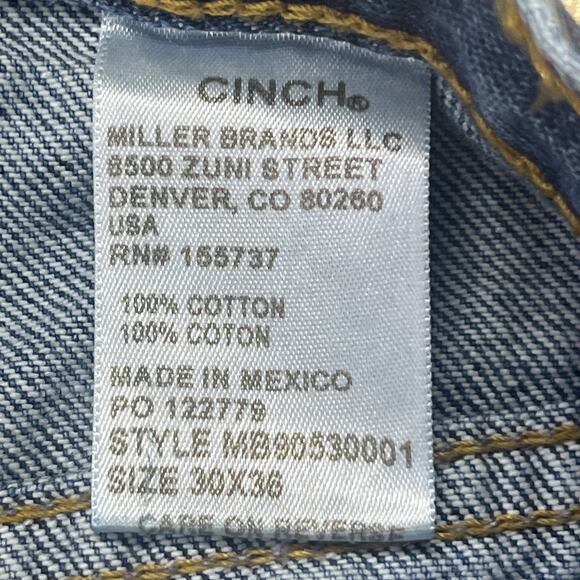 CINCH®
MILLER BRANDS LLC
8500 ZUNI STREET
DENVER, CO 80260
USA
RN# 155737
100% COTTON
100% COTON
MADE IN MEXICO
PO 122779
STYLE MB90530001
SIZE 30X36
CARE ON REVERSE